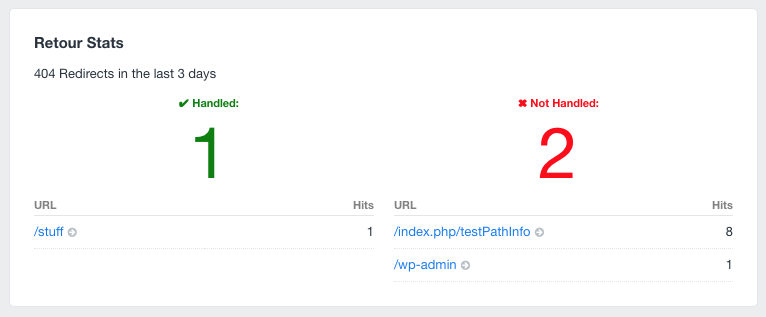 Retour Stats
404 Redirects in the last 3 days
✔ Handled:
1
URL Hits
/stuff 1
✖ Not Handled:
2
URL Hits
/index.php/testPathInfo 8
/wp-admin 1